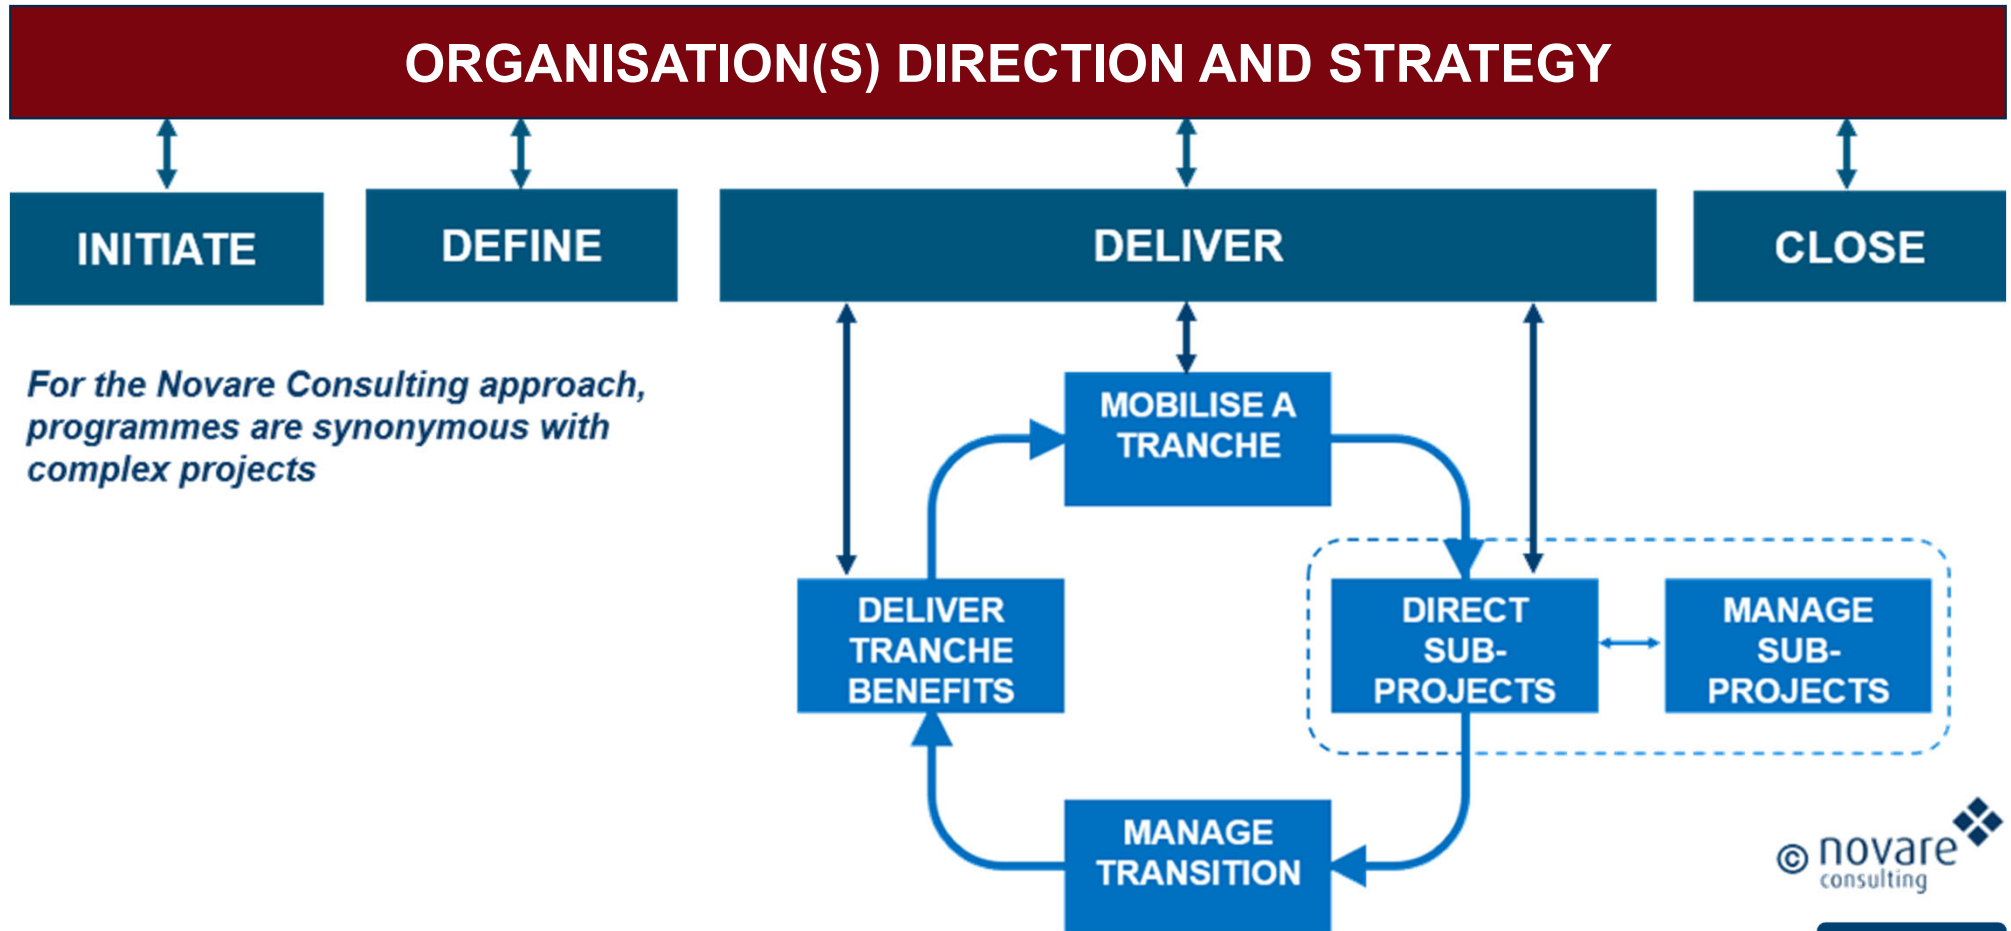 ORGANISATION(S) DIRECTION AND STRATEGY
INITIATE
DEFINE
DELIVER
CLOSE
For the Novare Consulting approach,
programmes are synonymous with
complex projects
MOBILISE A
TRANCHE
DELIVER
TRANCHE
BENEFITS
DIRECT
SUB-
PROJECTS
MANAGE
SUB-
PROJECTS
MANAGE
TRANSITION
© novare
consulting